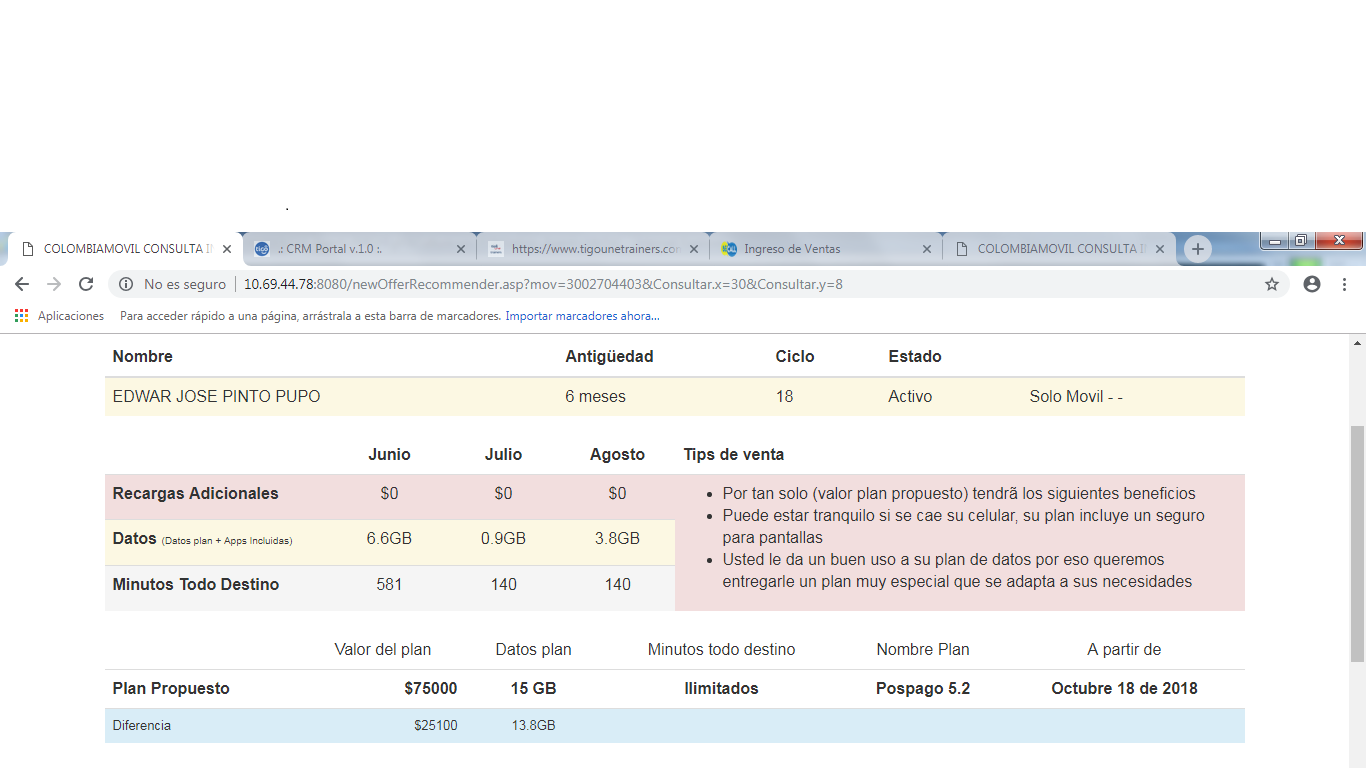 .
COLOMBIAMOVIL CONSULTA IN
.: CRM Portal v.1.0 :.
https://www.tigounetrainers.con
Ingreso de Ventas
COLOMBIAMOVIL CONSULTA IN
No es seguro | 10.69.44.78:8080/newOfferRecommender.asp?mov=3002704403&Consultar.x=30&Consultar.y=8
Aplicaciones Para acceder rápido a una página, arrástrala a esta barra de marcadores. Importar marcadores ahora...
Nombre Antigüedad Ciclo Estado
EDWAR JOSE PINTO PUPO 6 meses 18 Activo Solo Movil - -
Junio Julio Agosto Tips de venta
Recargas Adicionales $0 $0 $0
Datos (Datos plan + Apps Incluidas) 6.6GB 0.9GB 3.8GB
Minutos Todo Destino 581 140 140
• Por tan solo (valor plan propuesto) tendrã los siguientes beneficios
• Puede estar tranquilo si se cae su celular, su plan incluye un seguro
para pantallas
• Usted le da un buen uso a su plan de datos por eso queremos
entregarle un plan muy especial que se adapta a sus necesidades
Valor del plan Datos plan Minutos todo destino Nombre Plan A partir de
Plan Propuesto $75000 15 GB Ilimitados Pospago 5.2 Octubre 18 de 2018
Diferencia $25100 13.8GB